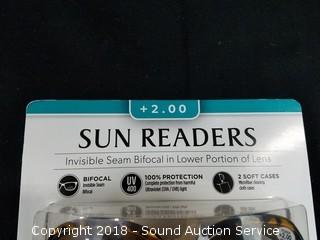 +2.00
SUN READERS
Invisible Seam Bifocal in Lower Portion of Lens
BIFOCAL
Invisible Seam
Bifocal
UV
400
100% PROTECTION
Complete protection from harmful
Ultraviolet (UVA / UVB) light
2 SOFT CASES
Microfiber cleaning
cloth cases
+2.00
Copyright 2018 - Sound Auction Service